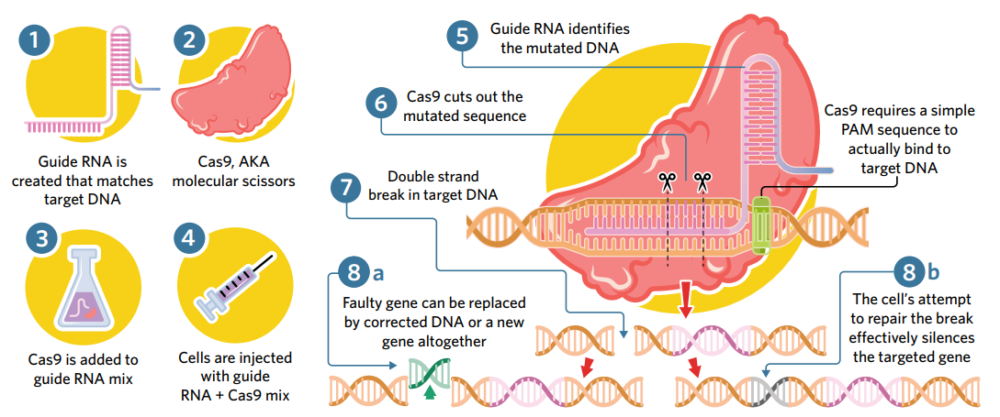 1
Guide RNA is
created that matches
target DNA
2
Cas9, AKA
molecular scissors
3
Cas9 is added to
guide RNA mix
4
Cells are injected
with guide
RNA + Cas9 mix
5
Guide RNA identifies
the mutated DNA
6
Cas9 cuts out the
mutated sequence
Cas9 requires a simple
PAM sequence to
actually bind to
target DNA
7
Double strand
break in target DNA
8 a
Faulty gene can be replaced
by corrected DNA or a new
gene altogether
8 b
The cell's attempt
to repair the break
effectively silences
the targeted gene